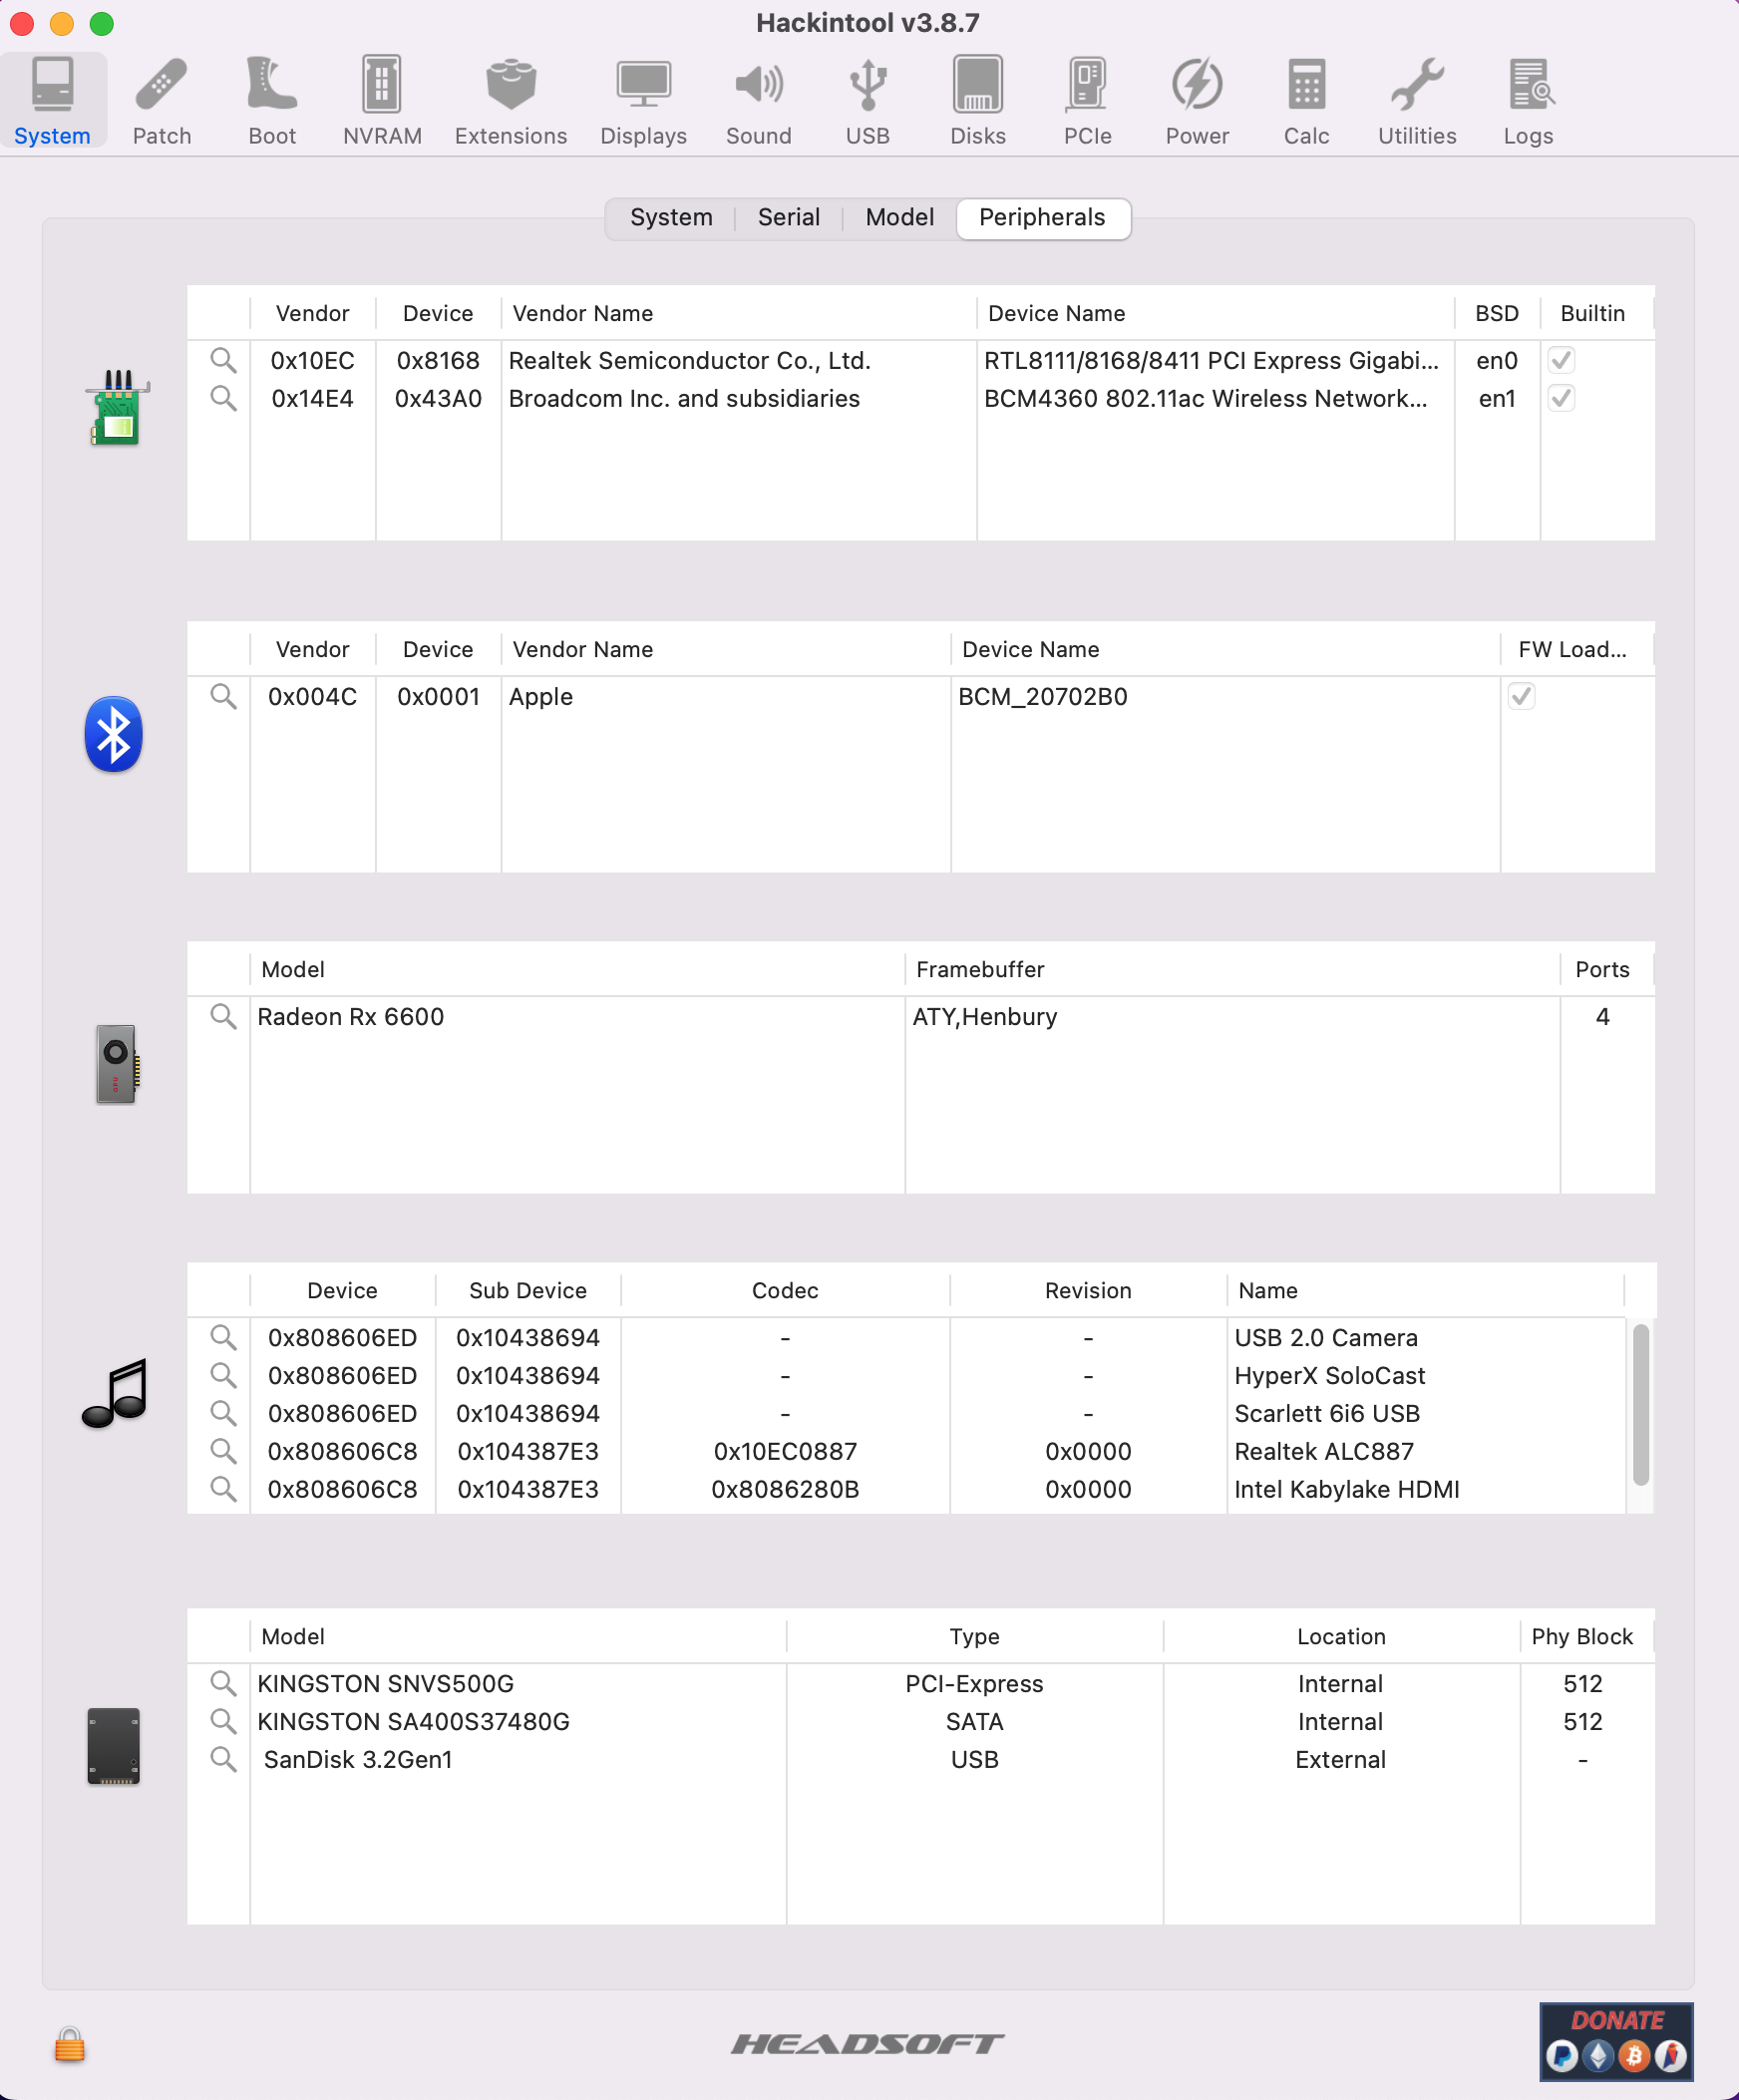 Hackintool v3.8.7
System Patch Boot NVRAM Extensions Displays Sound USB Disks PCIe Power Calc Utilities Logs
System Serial Model Peripherals
Vendor Device Vendor Name Device Name BSD Builtin
0x10EC 0x8168 Realtek Semiconductor Co., Ltd. RTL8111/8168/8411 PCI Express Gigabi... en0
0x14E4 0x43A0 Broadcom Inc. and subsidiaries BCM4360 802.11ac Wireless Network... en1
Vendor Device Vendor Name Device Name FW Load...
0x004C 0x0001 Apple BCM_20702B0
Model Framebuffer Ports
Radeon Rx 6600 ATY,Henbury 4
GPU
Device Sub Device Codec Revision Name
0x808606ED 0x10438694 - - USB 2.0 Camera
0x808606ED 0x10438694 - - HyperX SoloCast
0x808606ED 0x10438694 - - Scarlett 6i6 USB
0x808606C8 0x104387E3 0x10EC0887 0x0000 Realtek ALC887
0x808606C8 0x104387E3 0x8086280B 0x0000 Intel Kabylake HDMI
Model Type Location Phy Block
KINGSTON SNVS500G PCI-Express Internal 512
KINGSTON SA400S37480G SATA Internal 512
SanDisk 3.2Gen1 USB External -
HEADSOFT
DONATE